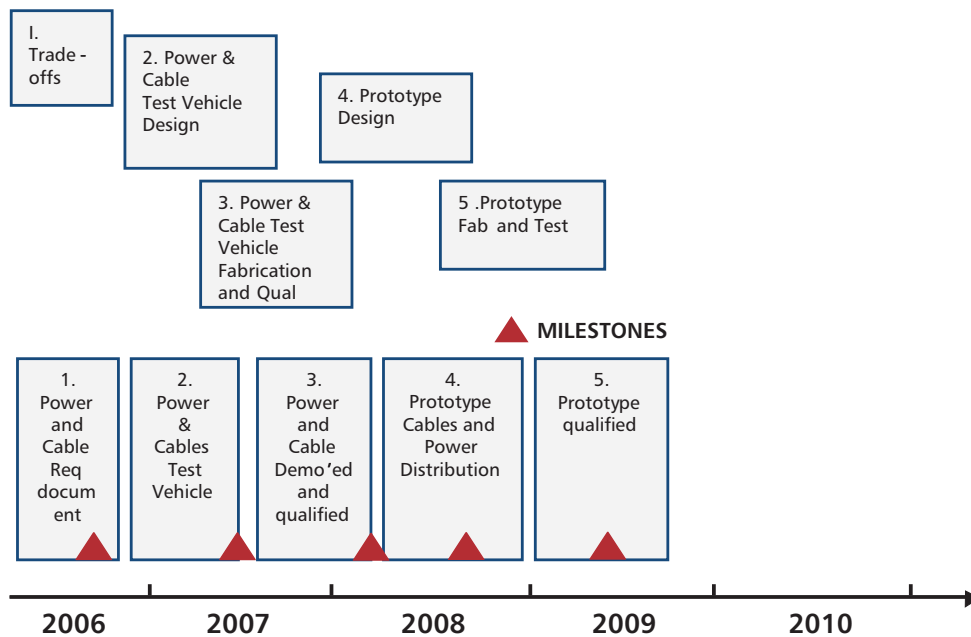 I.
Trade -
offs
2. Power &
Cable
Test Vehicle
Design
4. Prototype
Design
3. Power &
Cable Test
Vehicle
Fabrication
and Qual
5 .Prototype
Fab and Test
MILESTONES
1.
Power
and
Cable
Req
docum
ent
2.
Power
&
Cables
Test
Vehicle
3.
Power
and
Cable
Demo'ed
and
qualified
4.
Prototype
Cables and
Power
Distribution
5.
Prototype
qualified
2006 2007 2008 2009 2010